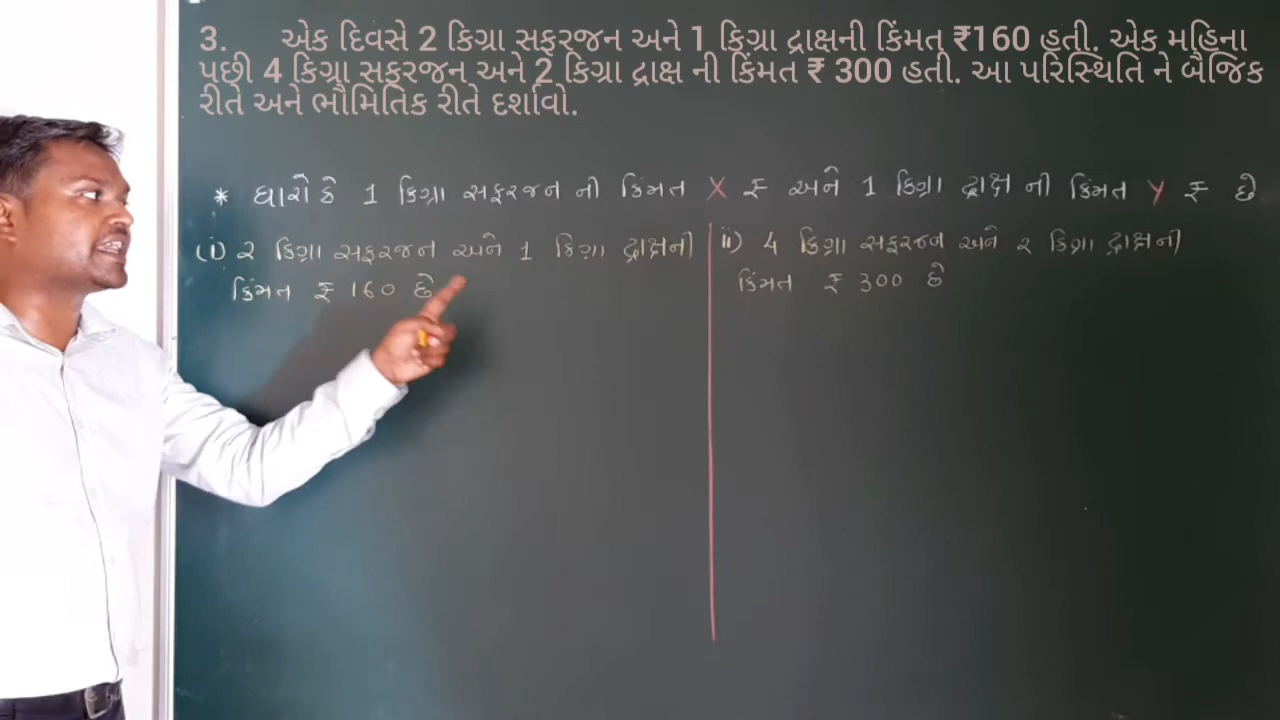 3. એક દિવસે 2 કિગ્રા સફરજન અને 1 કિગ્રા દ્રાક્ષની કિંમત ₹160 હતી. એક મહિના
પછી 4 કિગ્રા સફરજન અને 2 કિગ્રા દ્રાક્ષ ની કિંમત ₹ 300 હતી. આ પરિસ્થિતિ ને બૈજિક
રીતે અને ભૌમિતિક રીતે દર્શાવો.
* ધારો કે 1 કિગ્રા સફરજન ની કિંમત X ₹ અને 1 કિગ્રા દ્રાક્ષ ની કિંમત Y ₹ છે
(i) ૨ કિગ્રા સફરજન અને 1 કિગ્રા દ્રાક્ષની
કિંમત ₹ 160 છે
ii) 4 કિગ્રા સફરજન અને ૨ કિગ્રા દ્રાક્ષની
કિંમત ₹ 300 છે